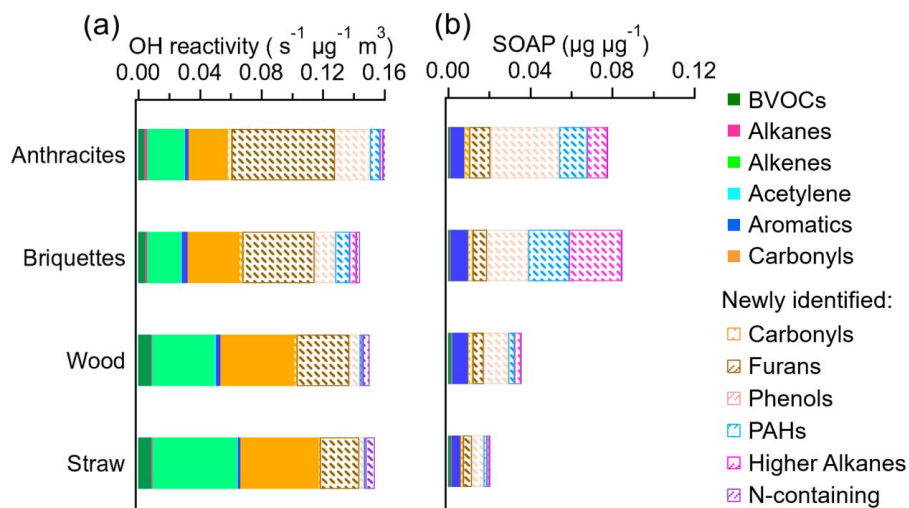 (a)
OH reactivity ( s⁻¹ μg⁻¹ m³)
0.00 0.04 0.08 0.12 0.16
(b)
SOAP (μg μg⁻¹)
0.00 0.04 0.08 0.12
Anthracites
Briquettes
Wood
Straw
BVOCs
Alkanes
Alkenes
Acetylene
Aromatics
Carbonyls
Newly identified:
Carbonyls
Furans
Phenols
PAHs
Higher Alkanes
N-containing